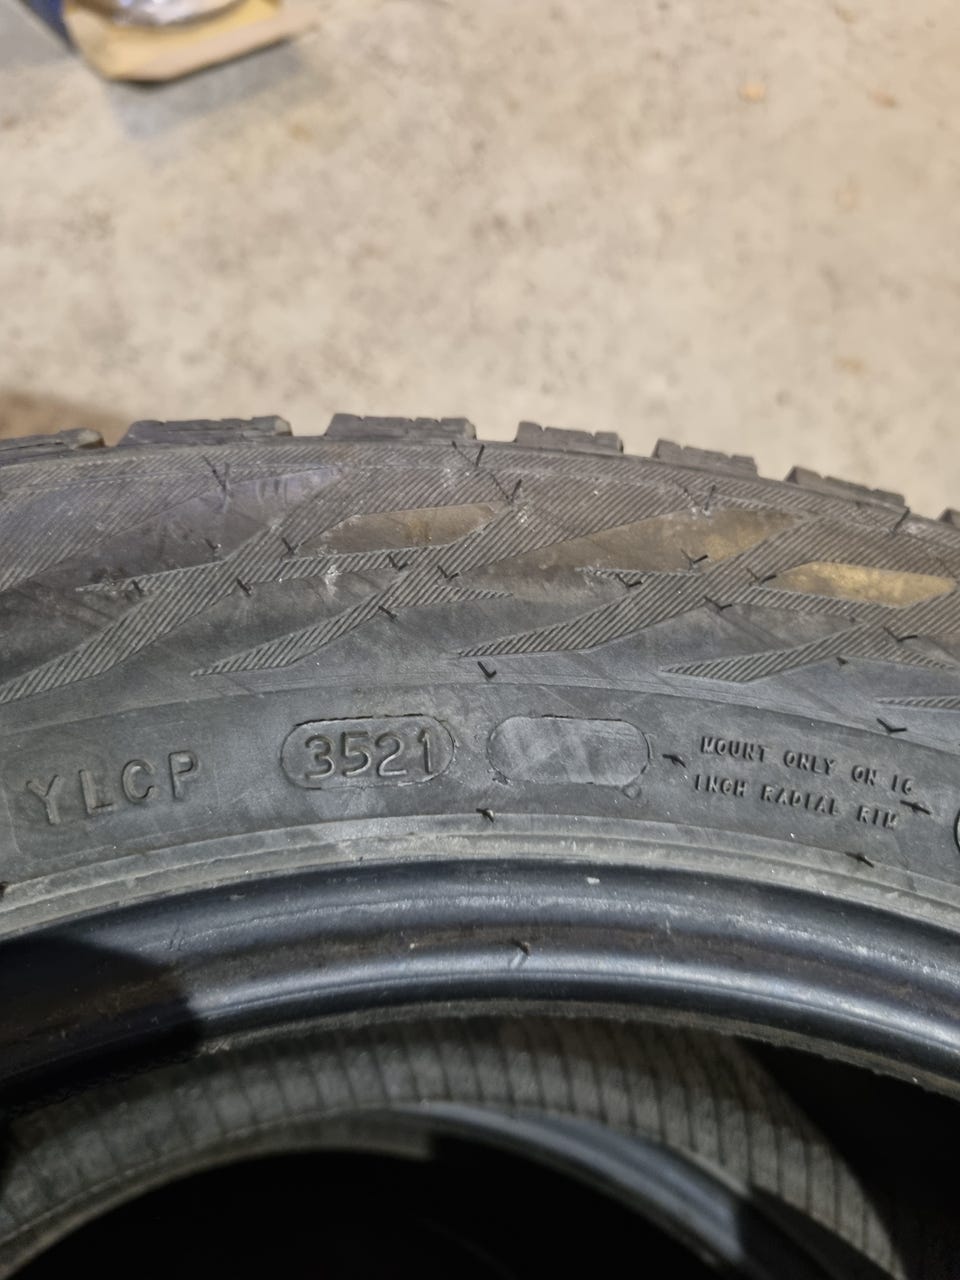 YLCP 3521
MOUNT ONLY ON 16
INCH RADIAL RIM